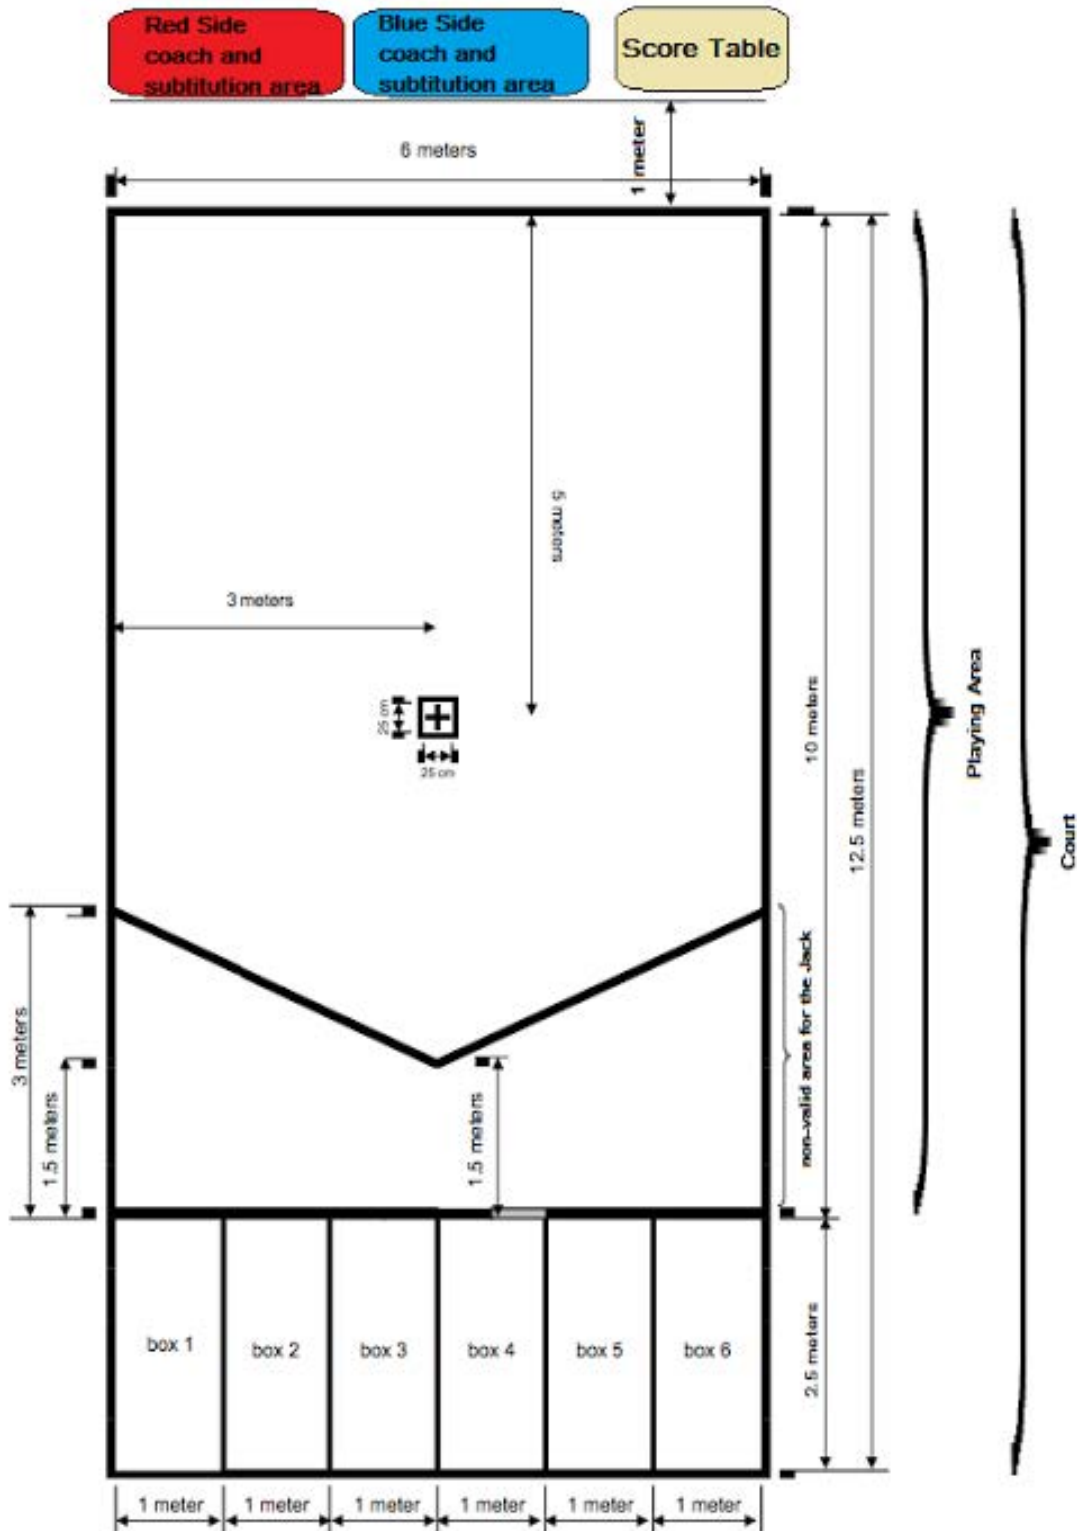 Red Side
coach and
subtitution area
Blue Side
coach and
subtitution area
Score Table
6 meters
1 meter
5 meters
3 meters
25 cm
25 cm
10 meters
12.5 meters
Playing Area
Court
3 meters
1.5 meters
1.5 meters
non-valid area for the Jack
box 1
box 2
box 3
box 4
box 5
box 6
2.5 meters
1 meter
1 meter
1 meter
1 meter
1 meter
1 meter